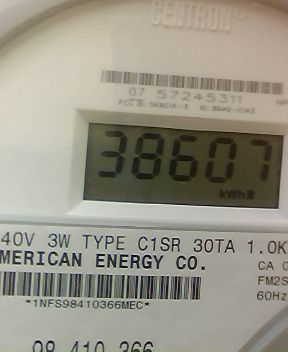 CENTRON
07 57245311
38607
kWh
40V 3W TYPE C1SR 30TA 1.0K
MERICAN ENERGY CO. CA 0
FM2S
*1NFS98410366MEC* 60Hz
98 410 366